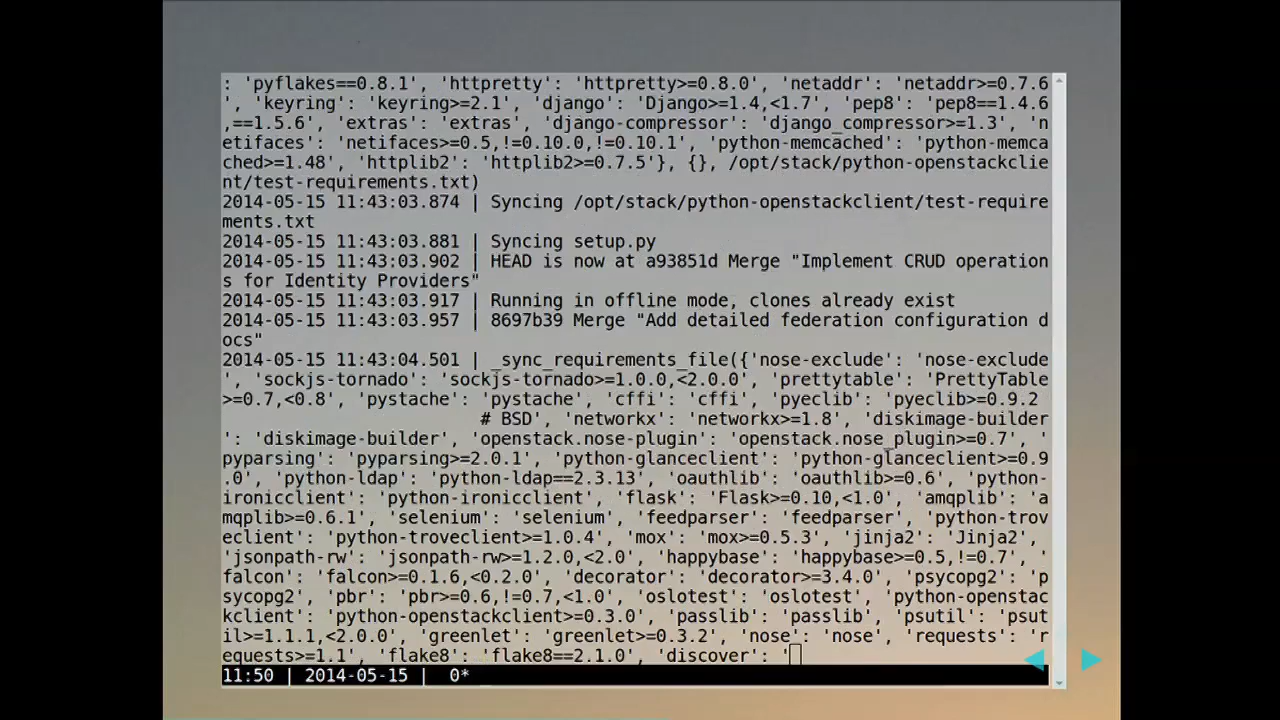 : 'pyflakes==0.8.1', 'httpretty': 'httpretty>=0.8.0', 'netaddr': 'netaddr>=0.7.6
', 'keyring': 'keyring>=2.1', 'django': 'Django>=1.4,<1.7', 'pep8': 'pep8==1.4.6
,==1.5.6', 'extras': 'extras', 'django-compressor': 'django_compressor>=1.3', 'n
etifaces': 'netifaces>=0.5,!=0.10.0,!=0.10.1', 'python-memcached': 'python-memca
ched>=1.48', 'httplib2': 'httplib2>=0.7.5'}, {}, /opt/stack/python-openstackclie
nt/test-requirements.txt)
2014-05-15 11:43:03.874 | Syncing /opt/stack/python-openstackclient/test-require
ments.txt
2014-05-15 11:43:03.881 | Syncing setup.py
2014-05-15 11:43:03.902 | HEAD is now at a93851d Merge "Implement CRUD operation
s for Identity Providers"
2014-05-15 11:43:03.917 | Running in offline mode, clones already exist
2014-05-15 11:43:03.957 | 8697b39 Merge "Add detailed federation configuration d
ocs"
2014-05-15 11:43:04.501 | _sync_requirements_file({'nose-exclude': 'nose-exclude
', 'sockjs-tornado': 'sockjs-tornado>=1.0.0,<2.0.0', 'prettytable': 'PrettyTable
>=0.7,<0.8', 'pystache': 'pystache', 'cffi': 'cffi', 'pyeclib': 'pyeclib>=0.9.2
# BSD', 'networkx': 'networkx>=1.8', 'diskimage-builder
': 'diskimage-builder', 'openstack.nose-plugin': 'openstack.nose_plugin>=0.7', '
pyparsing': 'pyparsing>=2.0.1', 'python-glanceclient': 'python-glanceclient>=0.9
.0', 'python-ldap': 'python-ldap==2.3.13', 'oauthlib': 'oauthlib>=0.6', 'python-
ironicclient': 'python-ironicclient', 'flask': 'Flask>=0.10,<1.0', 'amqplib': 'a
mqplib>=0.6.1', 'selenium': 'selenium', 'feedparser': 'feedparser', 'python-trov
eclient': 'python-troveclient>=1.0.4', 'mox': 'mox>=0.5.3', 'jinja2': 'Jinja2',
'jsonpath-rw': 'jsonpath-rw>=1.2.0,<2.0', 'happybase': 'happybase>=0.5,!=0.7', '
falcon': 'falcon>=0.1.6,<0.2.0', 'decorator': 'decorator>=3.4.0', 'psycopg2': 'p
sycopg2', 'pbr': 'pbr>=0.6,!=0.7,<1.0', 'oslotest': 'oslotest', 'python-openstac
kclient': 'python-openstackclient>=0.3.0', 'passlib': 'passlib', 'psutil': 'psut
il>=1.1.1,<2.0.0', 'greenlet': 'greenlet>=0.3.2', 'nose': 'nose', 'requests': 'r
equests>=1.1', 'flake8': 'flake8==2.1.0', 'discover': '
11:50 | 2014-05-15 | 0*